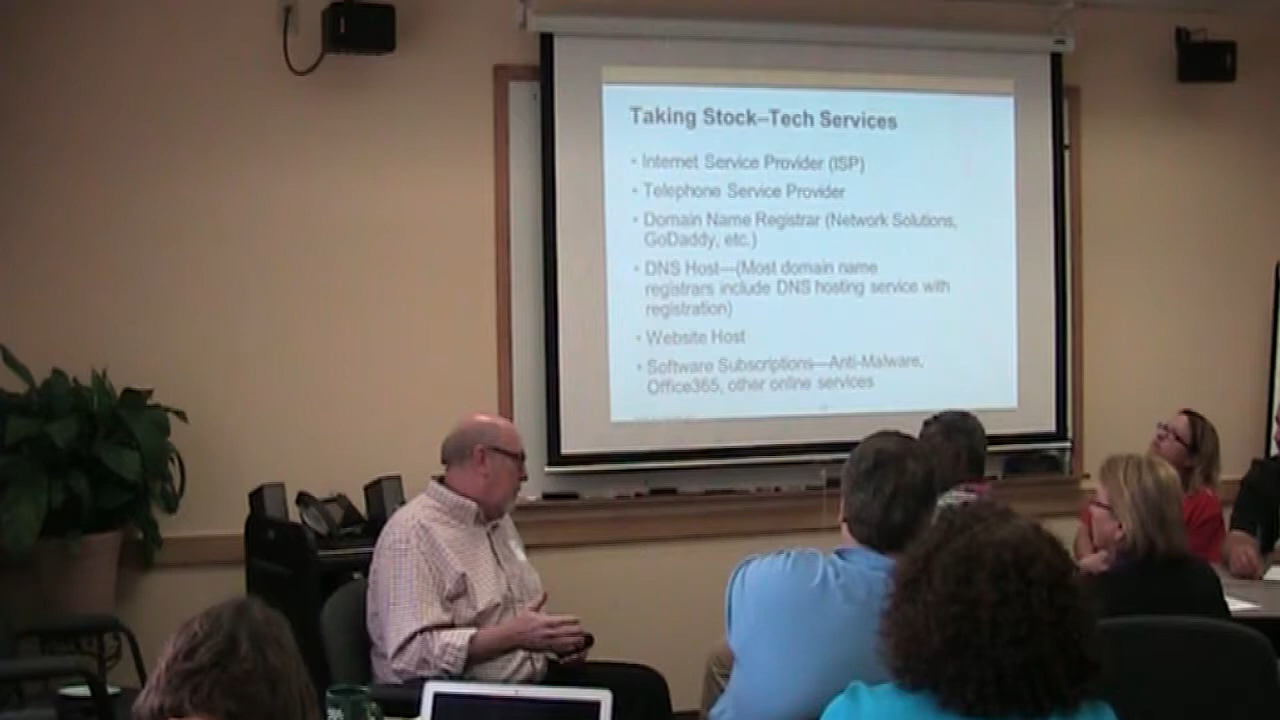 Taking Stock–Tech Services
• Internet Service Provider (ISP)
• Telephone Service Provider
• Domain Name Registrar (Network Solutions,
GoDaddy, etc.)
• DNS Host—(Most domain name
registrars include DNS hosting service with
registration)
• Website Host
• Software Subscriptions—Anti-Malware,
Office365, other online services